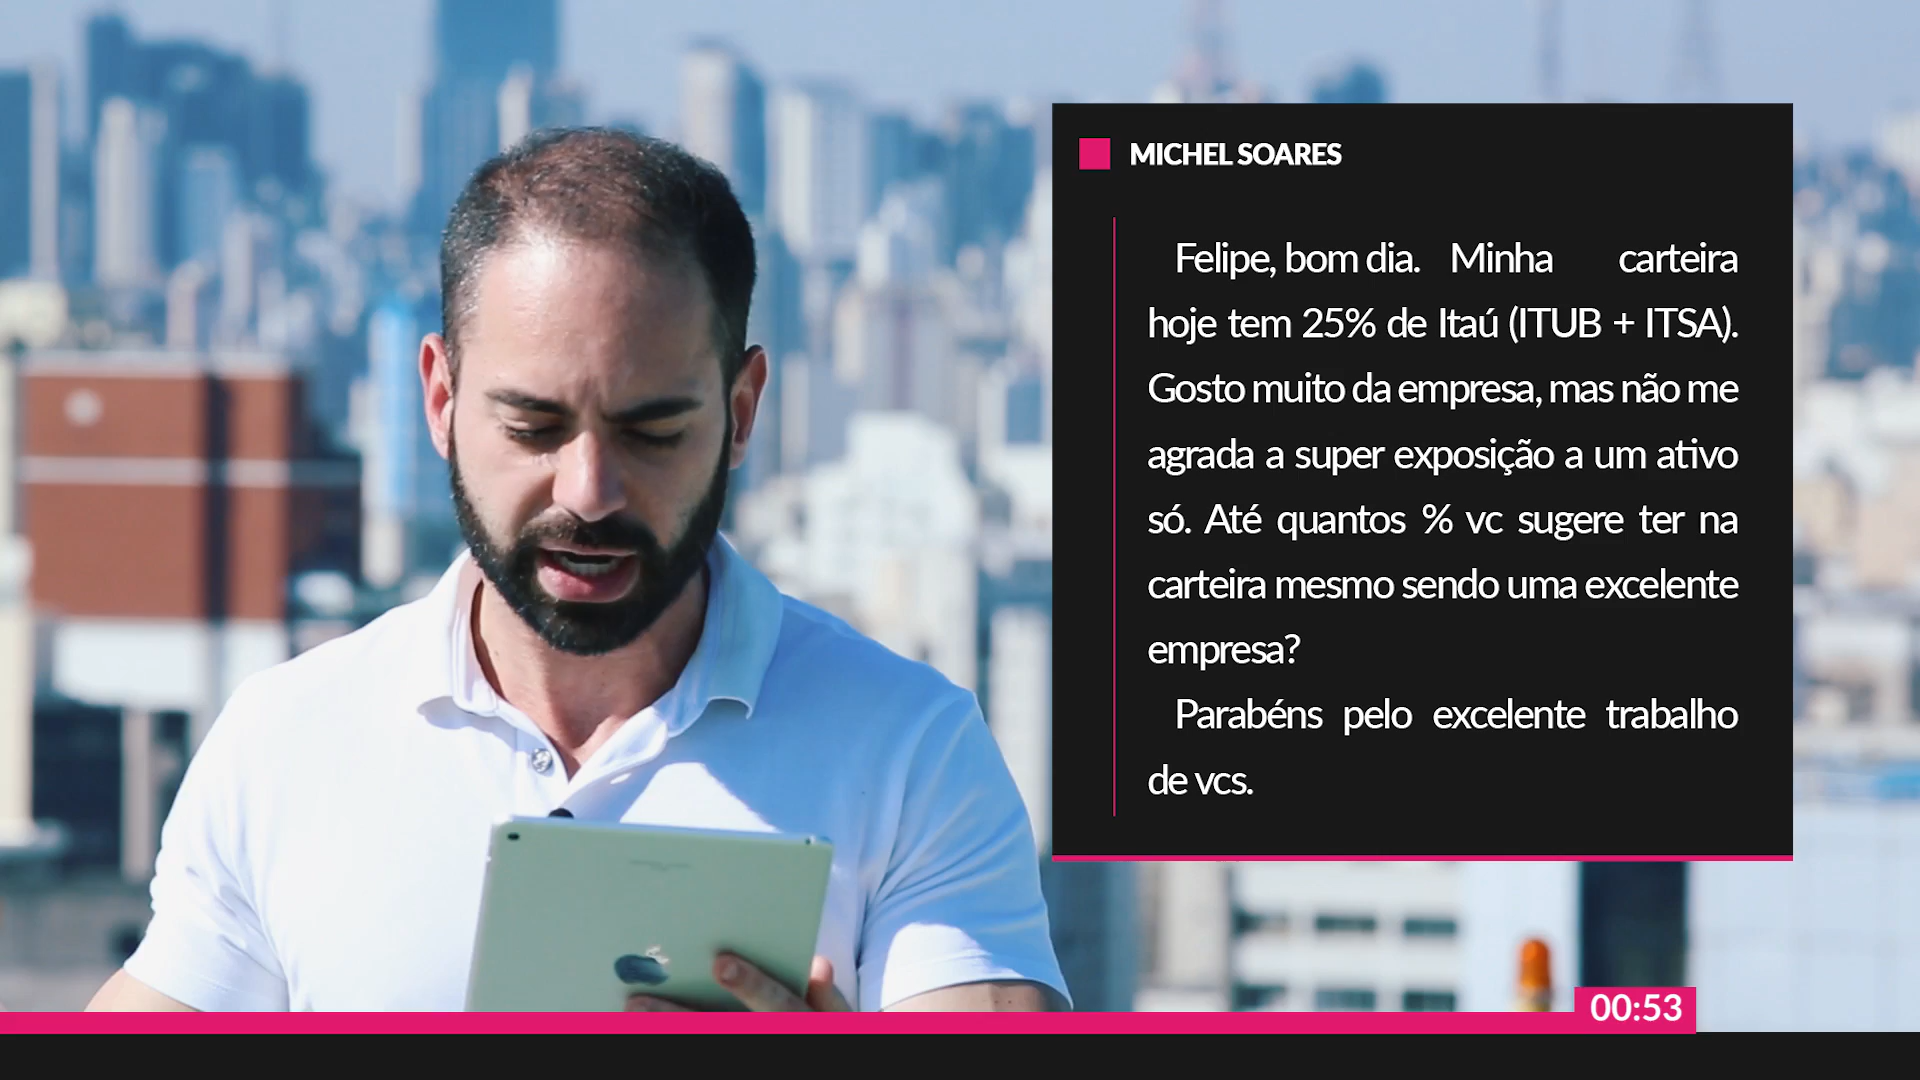 MICHEL SOARES
Felipe, bom dia. Minha carteira
hoje tem 25% de Itaú (ITUB + ITSA).
Gosto muito da empresa, mas não me
agrada a super exposição a um ativo
só. Até quantos % vc sugere ter na
carteira mesmo sendo uma excelente
empresa?
Parabéns pelo excelente trabalho
de vcs.
00:53